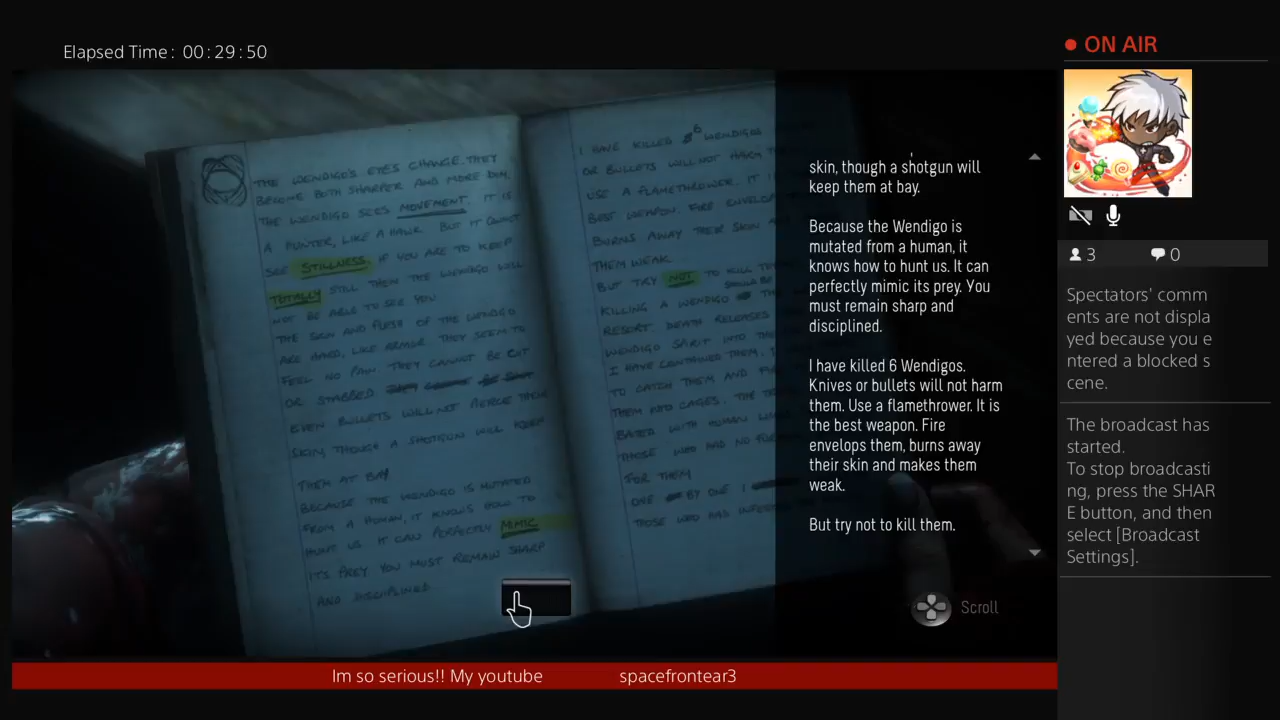 Elapsed Time: 00:29:50
ON AIR
3
0
Spectators' comm
ents are not displa
yed because you e
ntered a blocked s
cene.
The broadcast has
started.
To stop broadcasti
ng, press the SHAR
E button, and then
select [Broadcast
Settings].
THE WENDIGO'S EYES CHANGE. THEY
BECOME BOTH SHARPER AND MORE DIM.
THE WENDIGO SEES MOVEMENT. IT IS
A HUNTER, LIKE A HAWK. BUT IT CANNOT
SEE STILLNESS. IF YOU ARE TO KEEP
TOTALLY STILL THEN THE WENDIGO WILL
NOT BE ABLE TO SEE YOU
THE SKIN AND FLESH OF THE WENDIGO
ARE HARD, LIKE ARMOR. THEY SEEM TO
FEEL NO PAIN. THEY CANNOT BE CUT
OR STABBED
EVEN BULLETS WILL NOT PIERCE THEIR
SKIN, THOUGH A SHOTGUN WILL KEEP
THEM AT BAY
BECAUSE THE WENDIGO IS MUTATED
FROM A HUMAN, IT KNOWS HOW TO
HUNT US. IT CAN PERFECTLY MIMIC
ITS PREY. YOU MUST REMAIN SHARP
AND DISCIPLINED.
I HAVE KILLED 6 WENDIGOS
OR BULLETS WILL NOT HARM
USE A FLAMETHROWER. IT
BEST WEAPON. FIRE
BURNS AWAY THEIR SKIN
THEM WEAK.
BUT TRY NOT TO KILL
SHOULD BE
KILLING A WENDIGO
RESORT. DEATH RELEASES
WENDIGO SPIRIT INTO THE
I HAVE CONTAINED THEM.
TO CATCH THEM AND
THEM INTO CAGES. THE
BAITED WITH HUMAN
THOSE WHO HAD NO
FOR THEM
ONE BY ONE I
THOSE WHO HAD
skin, though a shotgun will
keep them at bay.
Because the Wendigo is
mutated from a human, it
knows how to hunt us. It can
perfectly mimic its prey. You
must remain sharp and
disciplined.
I have killed 6 Wendigos.
Knives or bullets will not harm
them. Use a flamethrower. It is
the best weapon. Fire
envelops them, burns away
their skin and makes them
weak.
But try not to kill them.
Scroll
Im so serious!! My youtube spacefrontear3